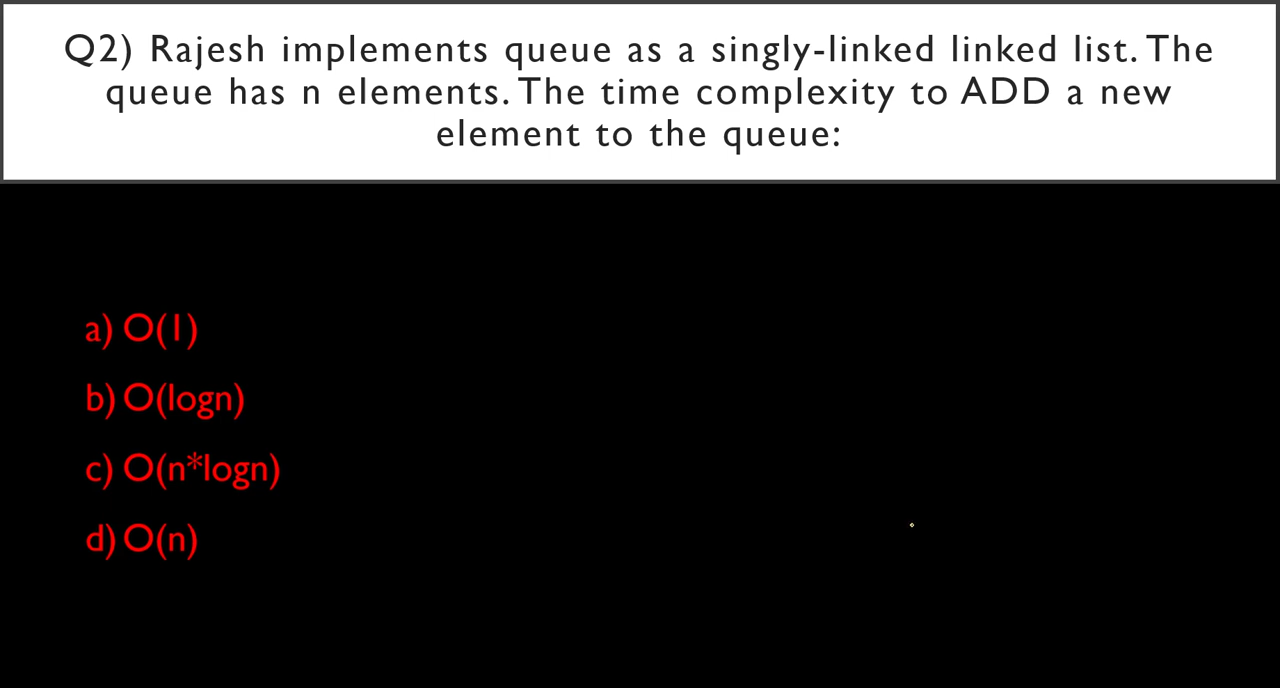 Q2) Rajesh implements queue as a singly-linked linked list. The
queue has n elements. The time complexity to ADD a new
element to the queue:
a) O(1)
b) O(logn)
c) O(n*logn)
d) O(n)